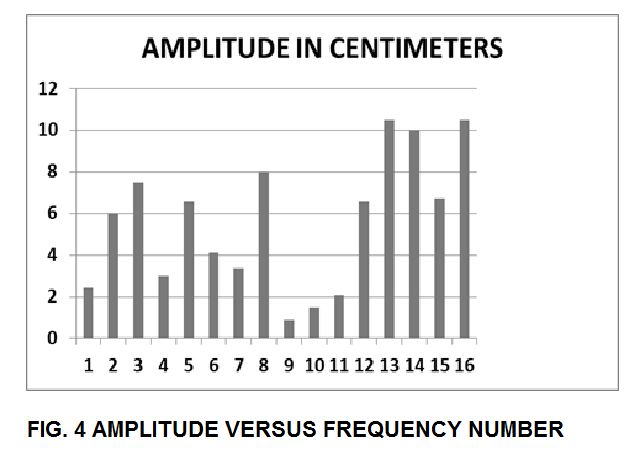 AMPLITUDE IN CENTIMETERS
12
10
8
6
4
2
0
1 2 3 4 5 6 7 8 9 10 11 12 13 14 15 16
FIG. 4 AMPLITUDE VERSUS FREQUENCY NUMBER